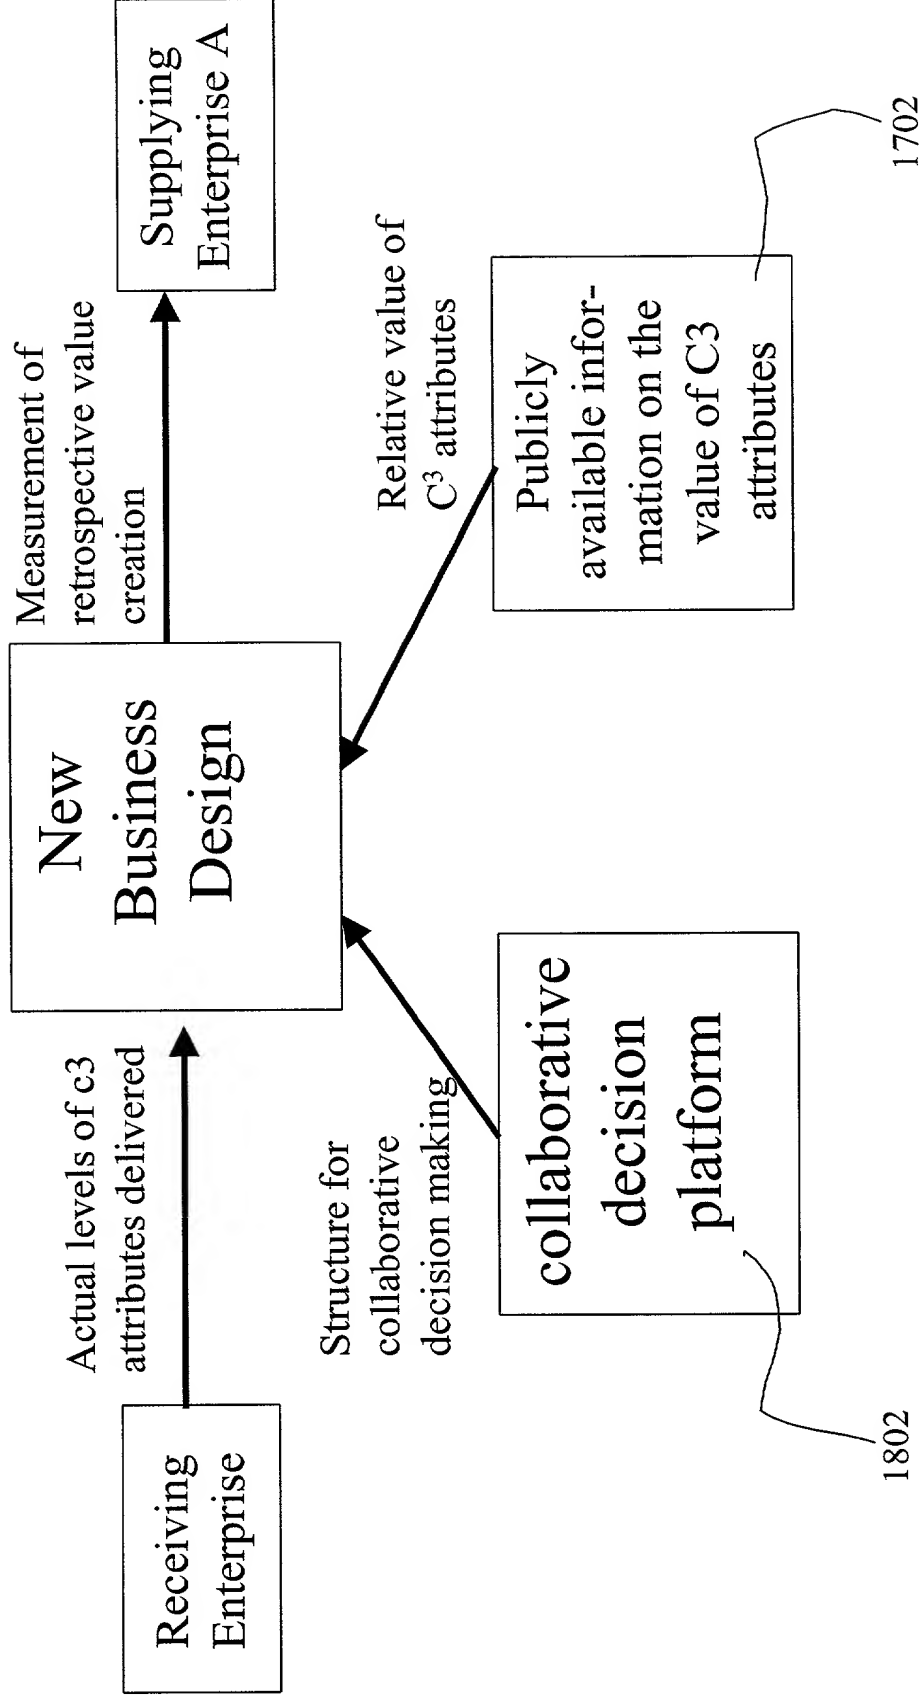 Receiving
Enterprise
Actual levels of c3
attributes delivered
New
Business
Design
Measurement of
retrospective value
creation
Supplying
Enterprise A
Structure for
collaborative
decision making
Relative value of
C³ attributes
collaborative
decision
platform
Publicly
available infor-
mation on the
value of C3
attributes
1802
1702